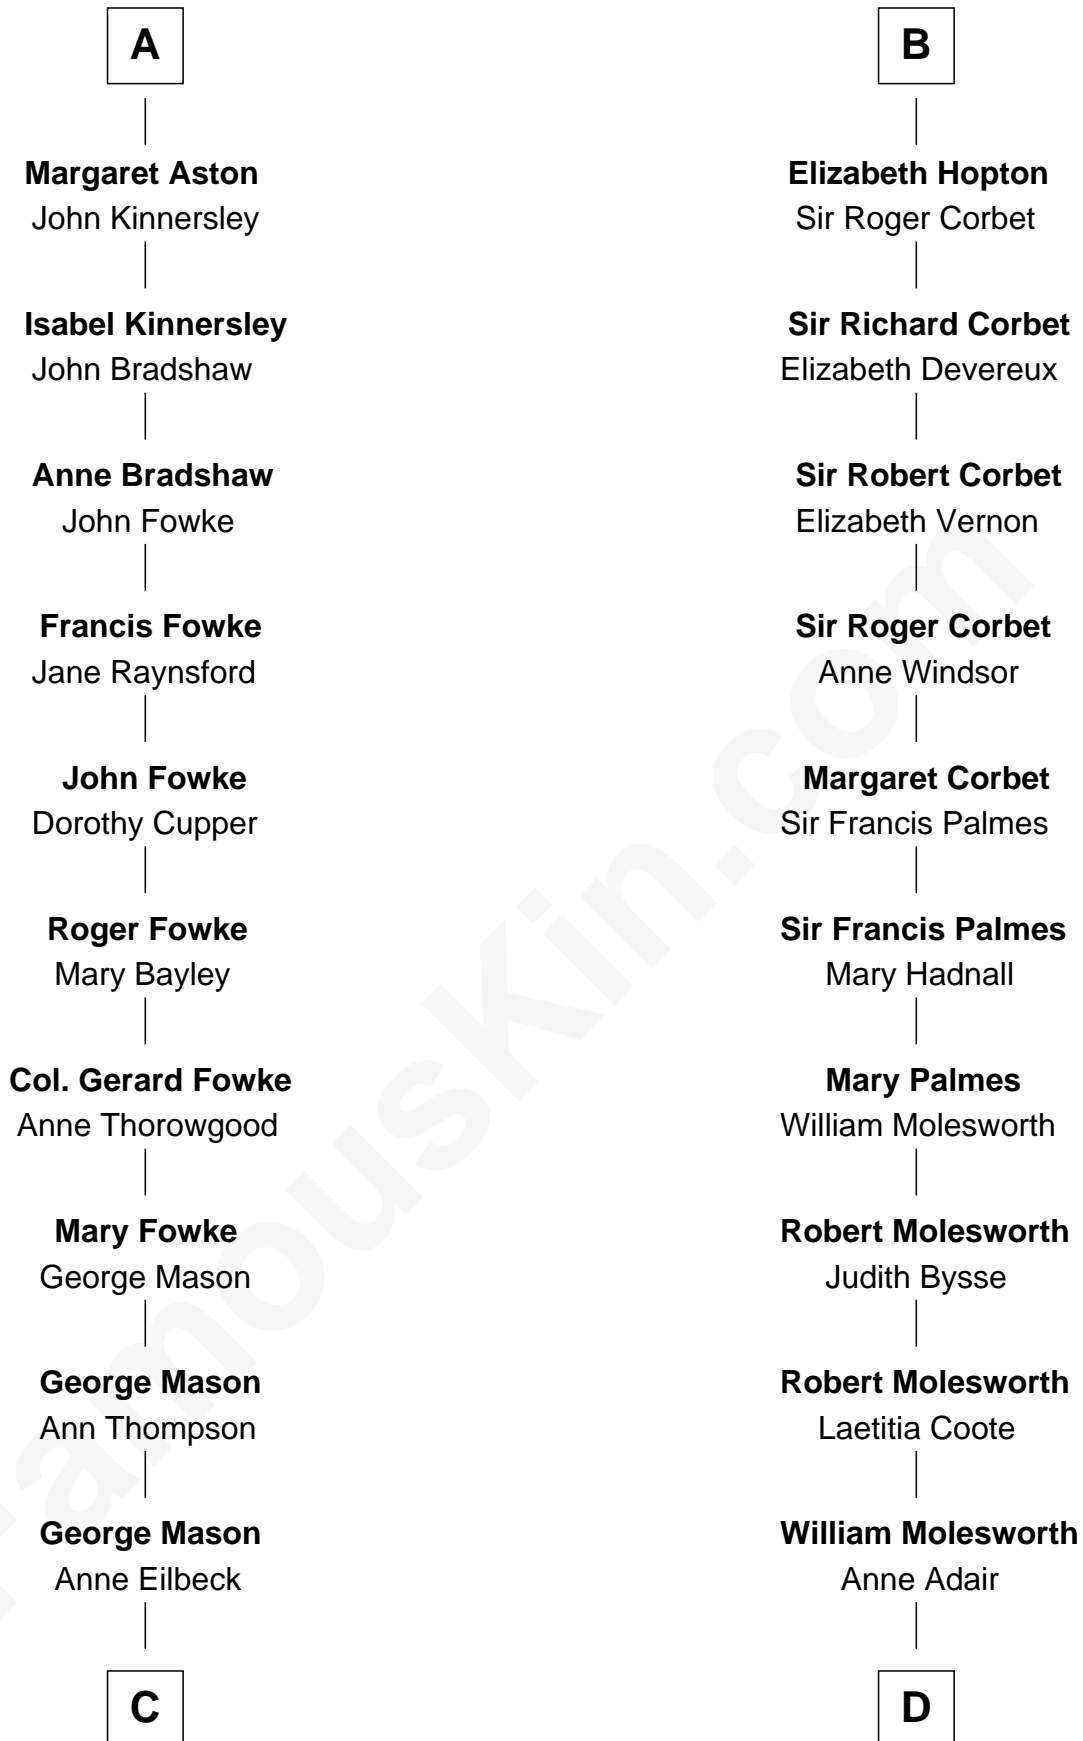 A
Margaret Aston
John Kinnersley
Isabel Kinnersley
John Bradshaw
Anne Bradshaw
John Fowke
Francis Fowke
Jane Raynsford
John Fowke
Dorothy Cupper
Roger Fowke
Mary Bayley
Col. Gerard Fowke
Anne Thorowgood
Mary Fowke
George Mason
George Mason
Ann Thompson
George Mason
Anne Eilbeck
C
B
Elizabeth Hopton
Sir Roger Corbet
Sir Richard Corbet
Elizabeth Devereux
Sir Robert Corbet
Elizabeth Vernon
Sir Roger Corbet
Anne Windsor
Margaret Corbet
Sir Francis Palmes
Sir Francis Palmes
Mary Hadnall
Mary Palmes
William Molesworth
Robert Molesworth
Judith Bysse
Robert Molesworth
Laetitia Coote
William Molesworth
Anne Adair
D
FamousKin.com